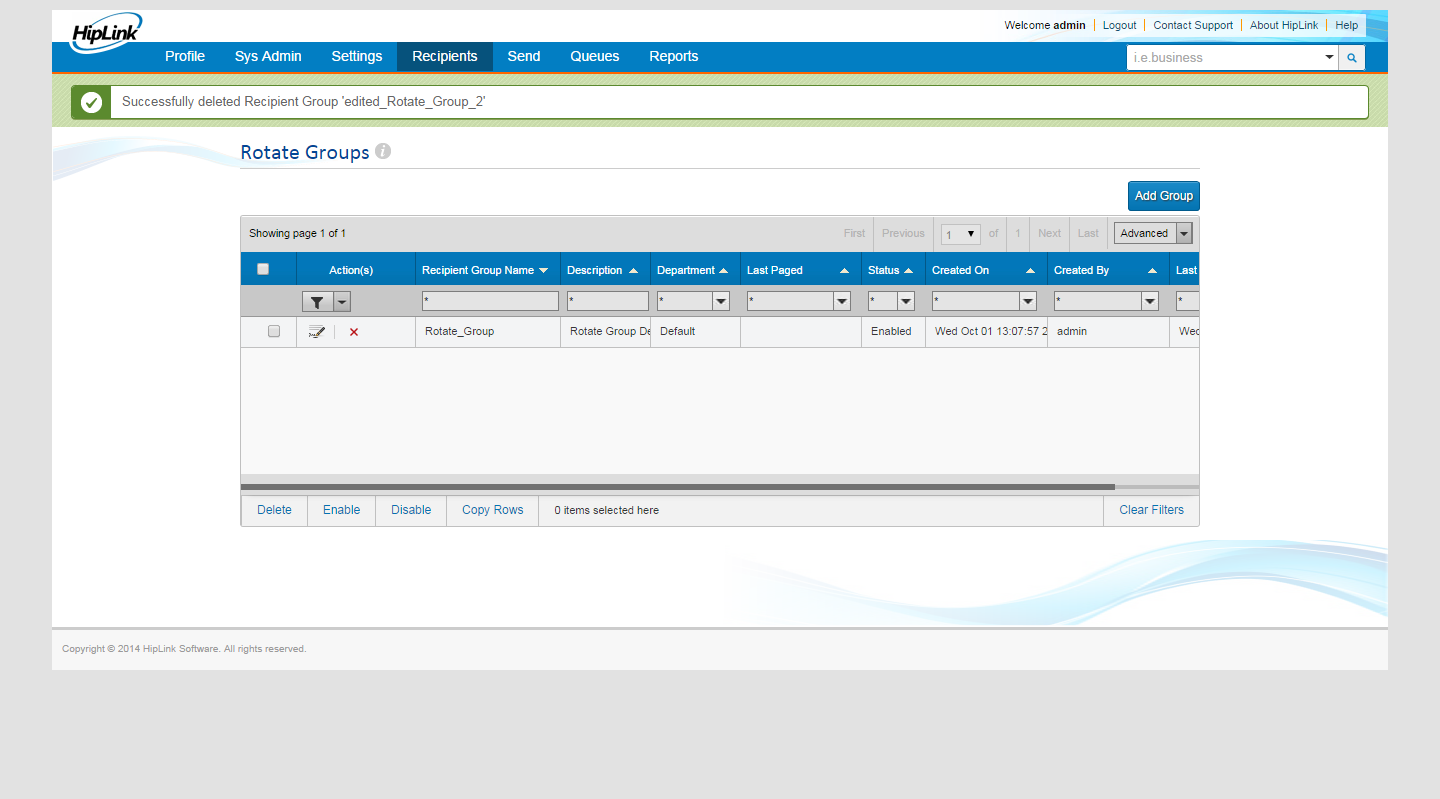 HipLink
Welcome admin Logout Contact Support About HipLink Help
Profile Sys Admin Settings Recipients Send Queues Reports i.e.business
Successfully deleted Recipient Group 'edited_Rotate_Group_2'
Rotate Groups i
Add Group
Showing page 1 of 1 First Previous 1 of 1 Next Last Advanced
Action(s) Recipient Group Name Description Department Last Paged Status Created On Created By Last
* * * * * * * *
Rotate_Group Rotate Group De Default Enabled Wed Oct 01 13:07:57 2 admin Wed
Delete Enable Disable Copy Rows 0 items selected here Clear Filters
Copyright © 2014 HipLink Software. All rights reserved.